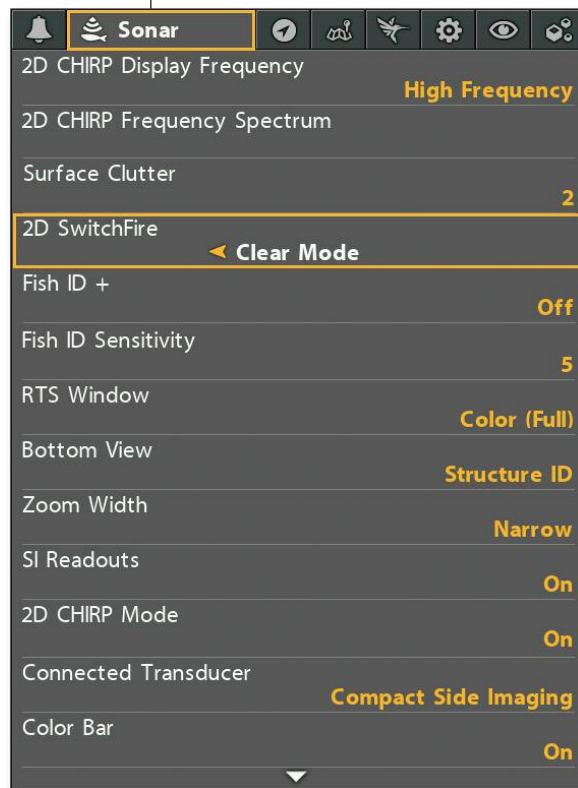 Sonar
2D CHIRP Display Frequency
High Frequency
2D CHIRP Frequency Spectrum
Surface Clutter
2
2D SwitchFire
Clear Mode
Fish ID +
Off
Fish ID Sensitivity
5
RTS Window
Color (Full)
Bottom View
Structure ID
Zoom Width
Narrow
SI Readouts
On
2D CHIRP Mode
On
Connected Transducer
Compact Side Imaging
Color Bar
On